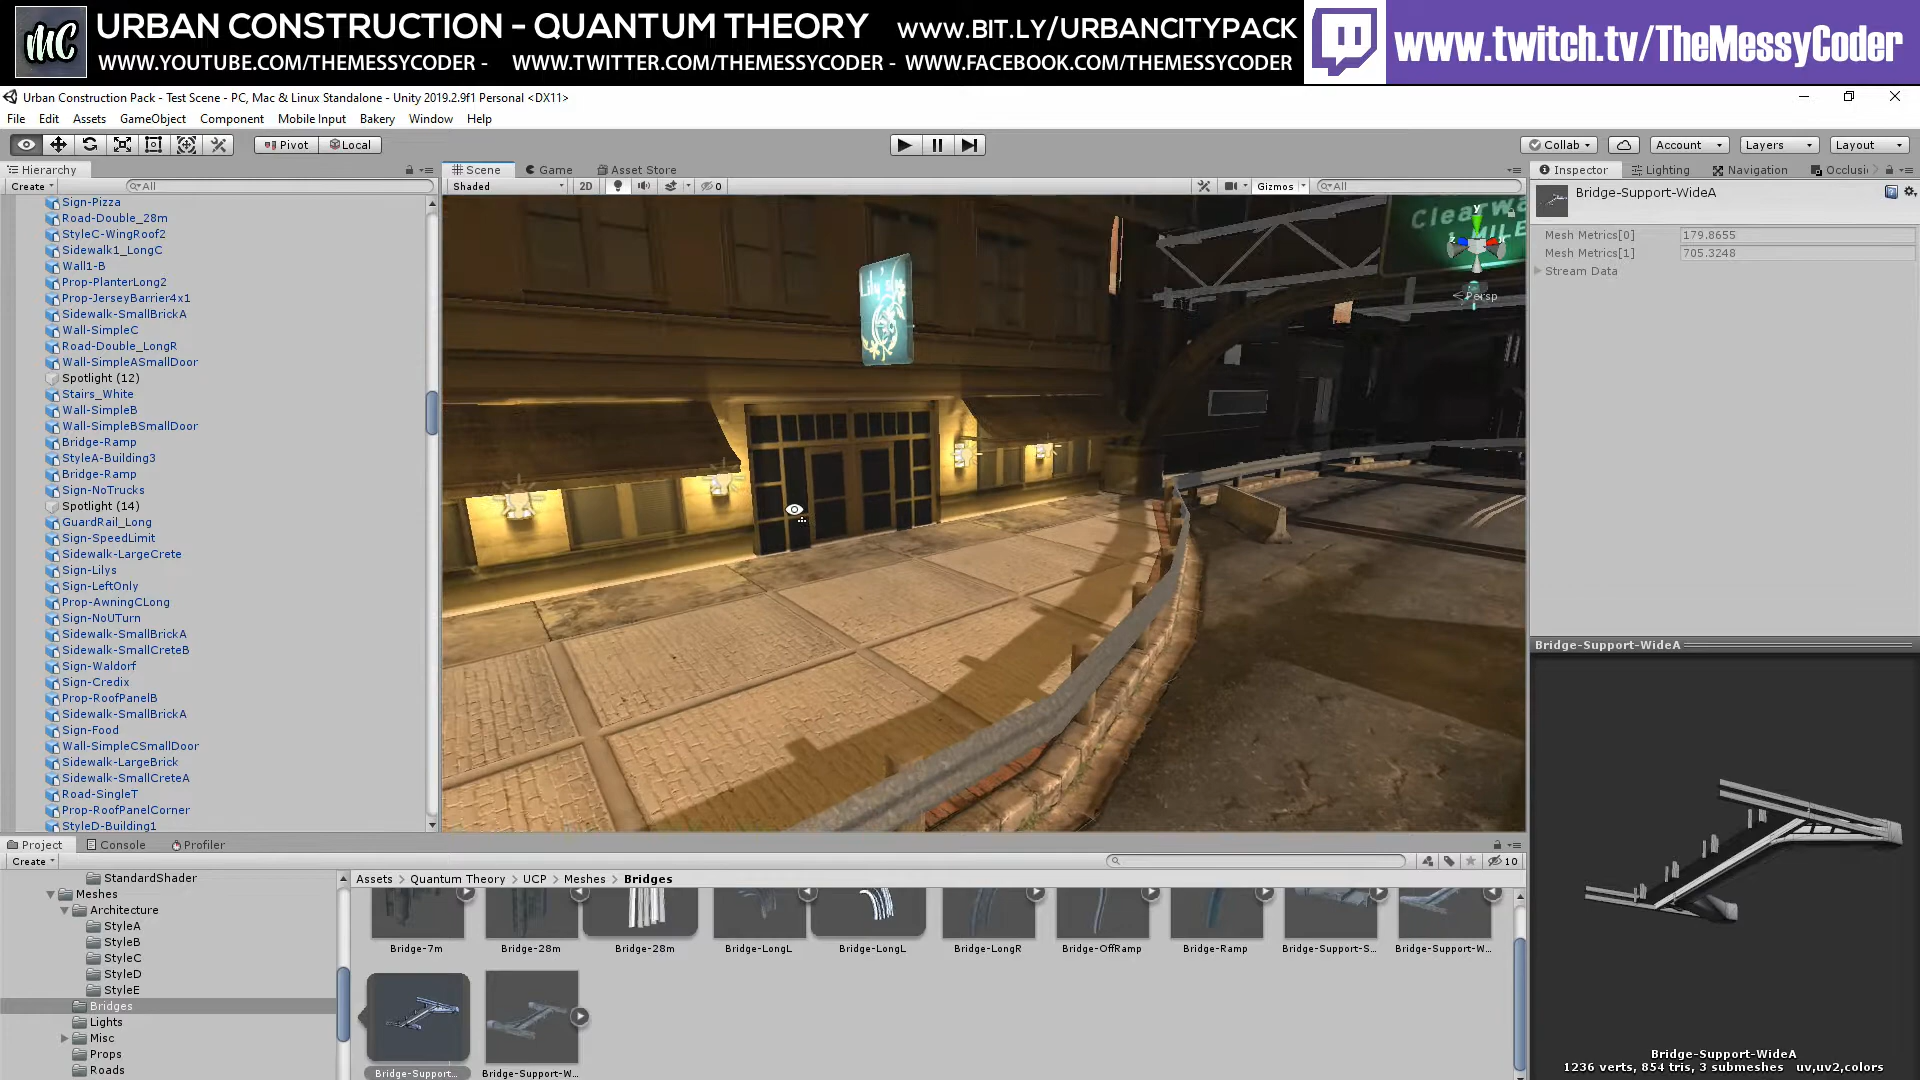 MC
URBAN CONSTRUCTION - QUANTUM THEORY
WWW.BIT.LY/URBANCITYPACK
WWW.YOUTUBE.COM/THEMESSYCODER - WWW.TWITTER.COM/THEMESSYCODER - WWW.FACEBOOK.COM/THEMESSYCODER
www.twitch.tv/TheMessyCoder
Urban Construction Pack - Test Scene - PC, Mac & Linux Standalone - Unity 2019.2.9f1 Personal <DX11>
File Edit Assets GameObject Component Mobile Input Bakery Window Help
Pivot Local
Collab Account Layers Layout
Hierarchy
Create All
Sign-Pizza
Road-Double_28m
StyleC-WingRoof2
Sidewalk1_LongC
Wall1-B
Prop-PlanterLong2
Prop-JerseyBarrier4x1
Sidewalk-SmallBrickA
Wall-SimpleC
Road-Double_LongR
Wall-SimpleASmallDoor
Spotlight (12)
Stairs_White
Wall-SimpleB
Wall-SimpleBSmallDoor
Bridge-Ramp
StyleA-Building3
Bridge-Ramp
Sign-NoTrucks
Spotlight (14)
GuardRail_Long
Sign-SpeedLimit
Sidewalk-LargeCrete
Sign-Lilys
Sign-LeftOnly
Prop-AwningCLong
Sign-NoUTurn
Sidewalk-SmallBrickA
Sidewalk-SmallCreteB
Sign-Waldorf
Sign-Credix
Prop-RoofPanelB
Sidewalk-SmallBrickA
Sign-Food
Wall-SimpleCSmallDoor
Sidewalk-LargeBrick
Sidewalk-SmallCreteA
Road-SingleT
Prop-RoofPanelCorner
StyleD-Building1
Scene Game Asset Store
Shaded 2D 0 Gizmos All
Lily's
Clearwa
1 MILE
y
z x
Persp
Inspector Lighting Navigation Occlusi
Bridge-Support-WideA
Mesh Metrics[0] 179.8655
Mesh Metrics[1] 705.3248
Stream Data
Bridge-Support-WideA
Bridge-Support-WideA
1236 verts, 854 tris, 3 submeshes uv,uv2,colors
Project Console Profiler
Create 10
StandardShader
Meshes
Architecture
StyleA
StyleB
StyleC
StyleD
StyleE
Bridges
Lights
Misc
Props
Roads
Assets > Quantum Theory > UCP > Meshes > Bridges
Bridge-7m Bridge-28m Bridge-28m Bridge-LongL Bridge-LongL Bridge-LongR Bridge-OffRamp Bridge-Ramp Bridge-Support-S... Bridge-Support-W...
Bridge-Support... Bridge-Support-W...